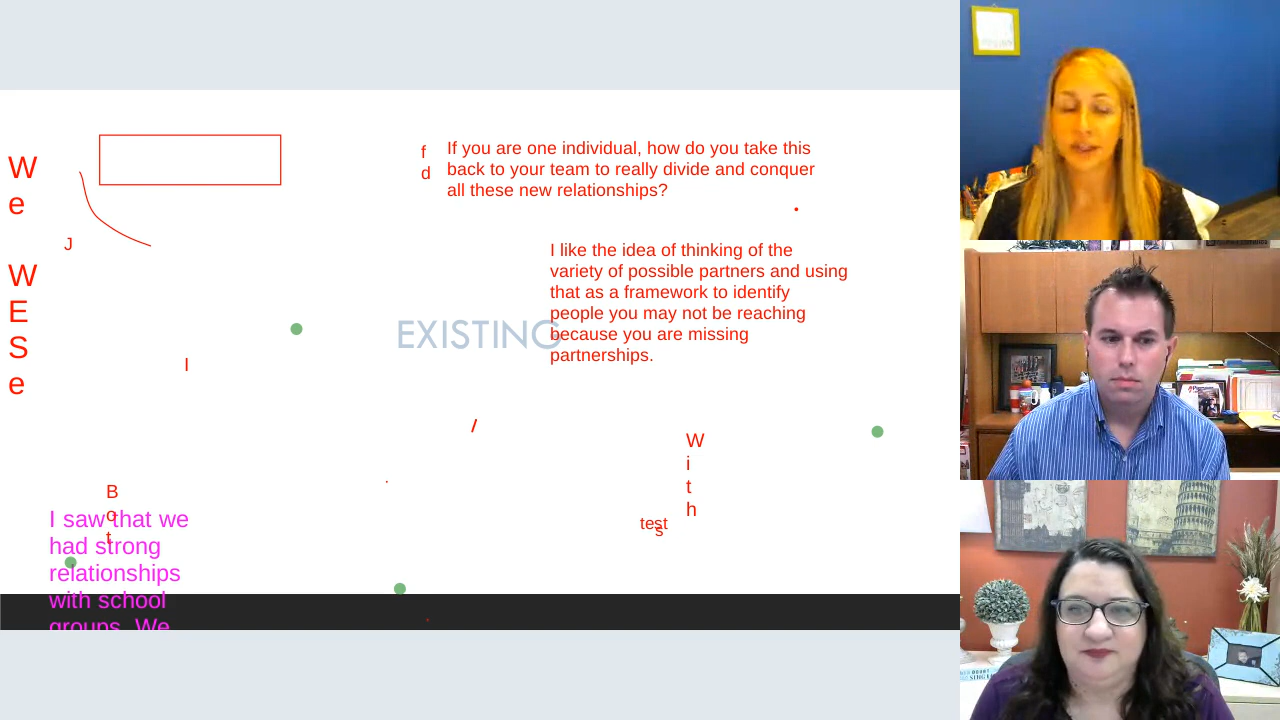 W
e
W
E
S
e
J
f
d
If you are one individual, how do you take this
back to your team to really divide and conquer
all these new relationships?
I like the idea of thinking of the
variety of possible partners and using
that as a framework to identify
people you may not be reaching
because you are missing
partnerships.
EXISTING
I
/
W
i
t
h
test
s
B
o
t
I saw that we
had strong
relationships
with school
groups. We